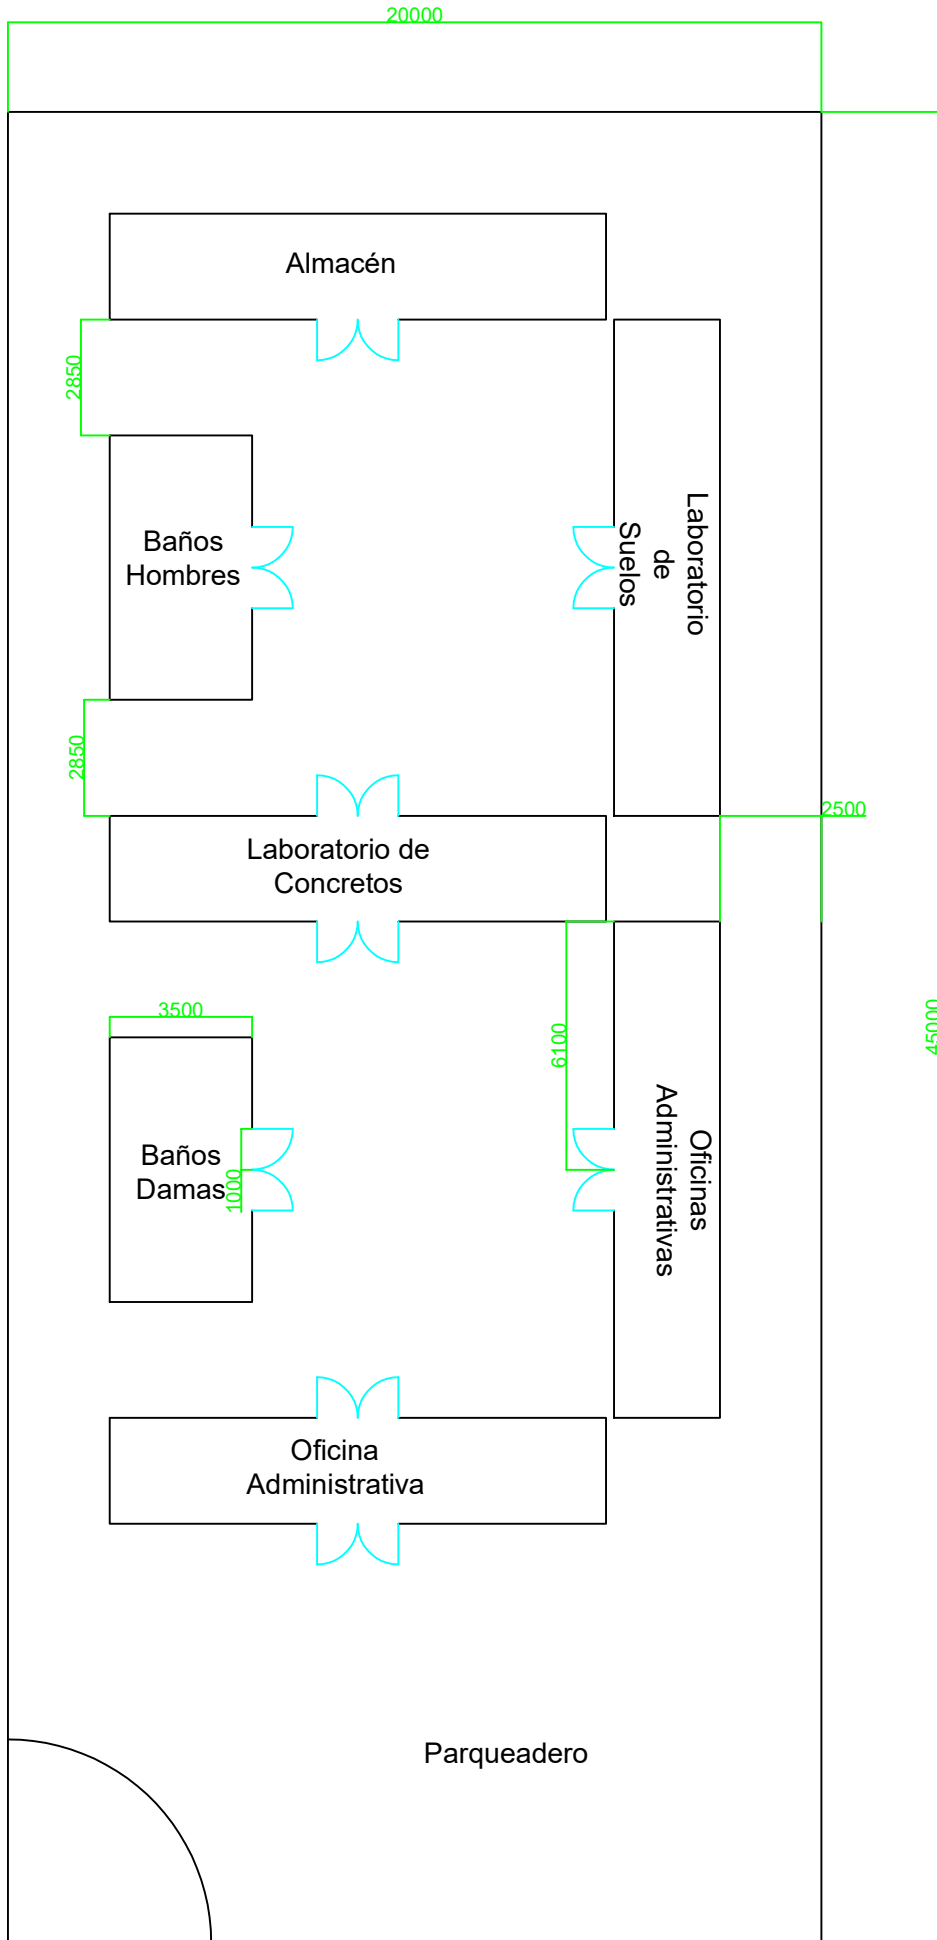 20000
Almacén
2850
Baños
Hombres
Laboratorio
de
Suelos
2850
2500
Laboratorio de
Concretos
3500
6100
45000
Baños
Damas
1000
Oficinas
Administrativas
Oficina
Administrativa
Parqueadero